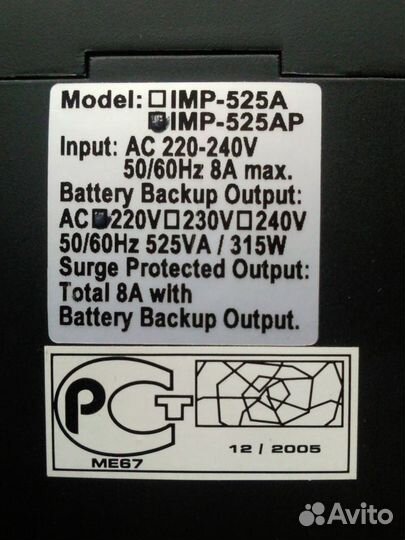 Model: □IMP-525A
■IMP-525AP
Input: AC 220-240V
50/60Hz 8A max.
Battery Backup Output:
AC■220V□230V□240V
50/60Hz 525VA / 315W
Surge Protected Output:
Total 8A with
Battery Backup Output.
РСТ
ME67
12 / 2005
Avito